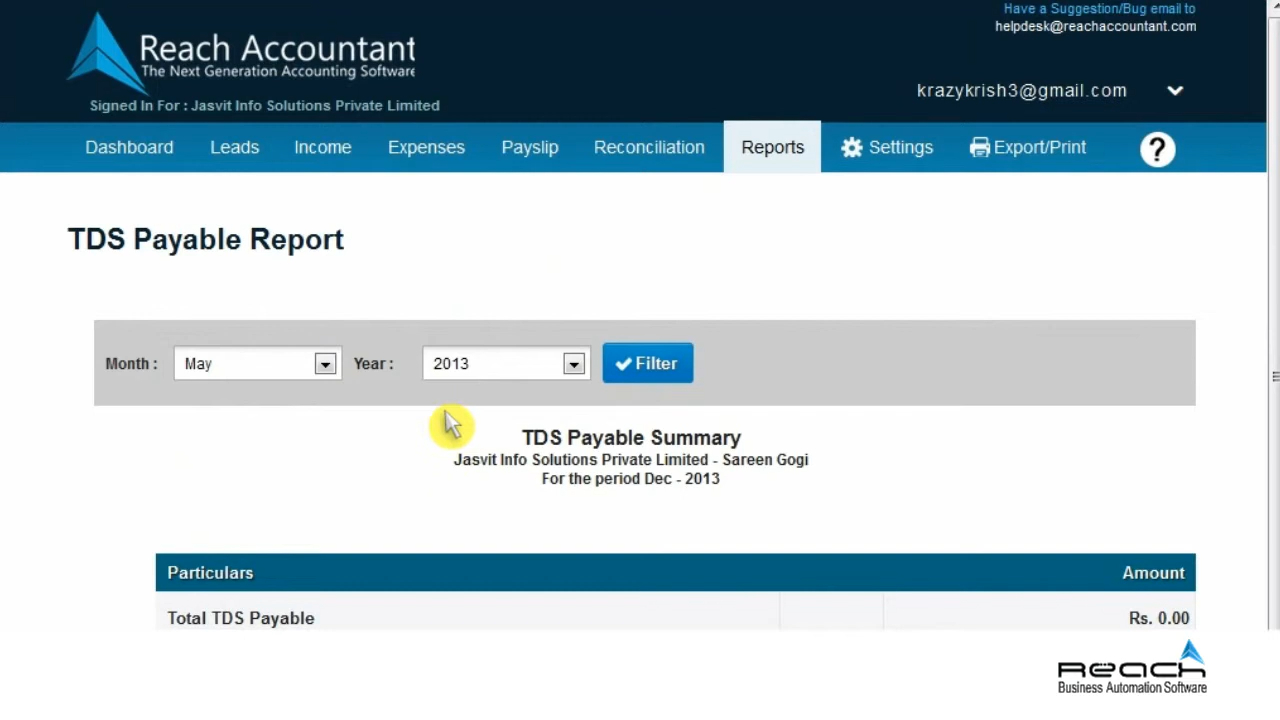 Have a Suggestion/Bug email to
helpdesk@reachaccountant.com
Reach Accountant
The Next Generation Accounting Software
krazykrish3@gmail.com
Signed In For : Jasvit Info Solutions Private Limited
Dashboard Leads Income Expenses Payslip Reconciliation Reports Settings Export/Print ?
TDS Payable Report
Month : May Year : 2013 Filter
TDS Payable Summary
Jasvit Info Solutions Private Limited - Sareen Gogi
For the period Dec - 2013
Particulars Amount
Total TDS Payable Rs. 0.00
Reach
Business Automation Software